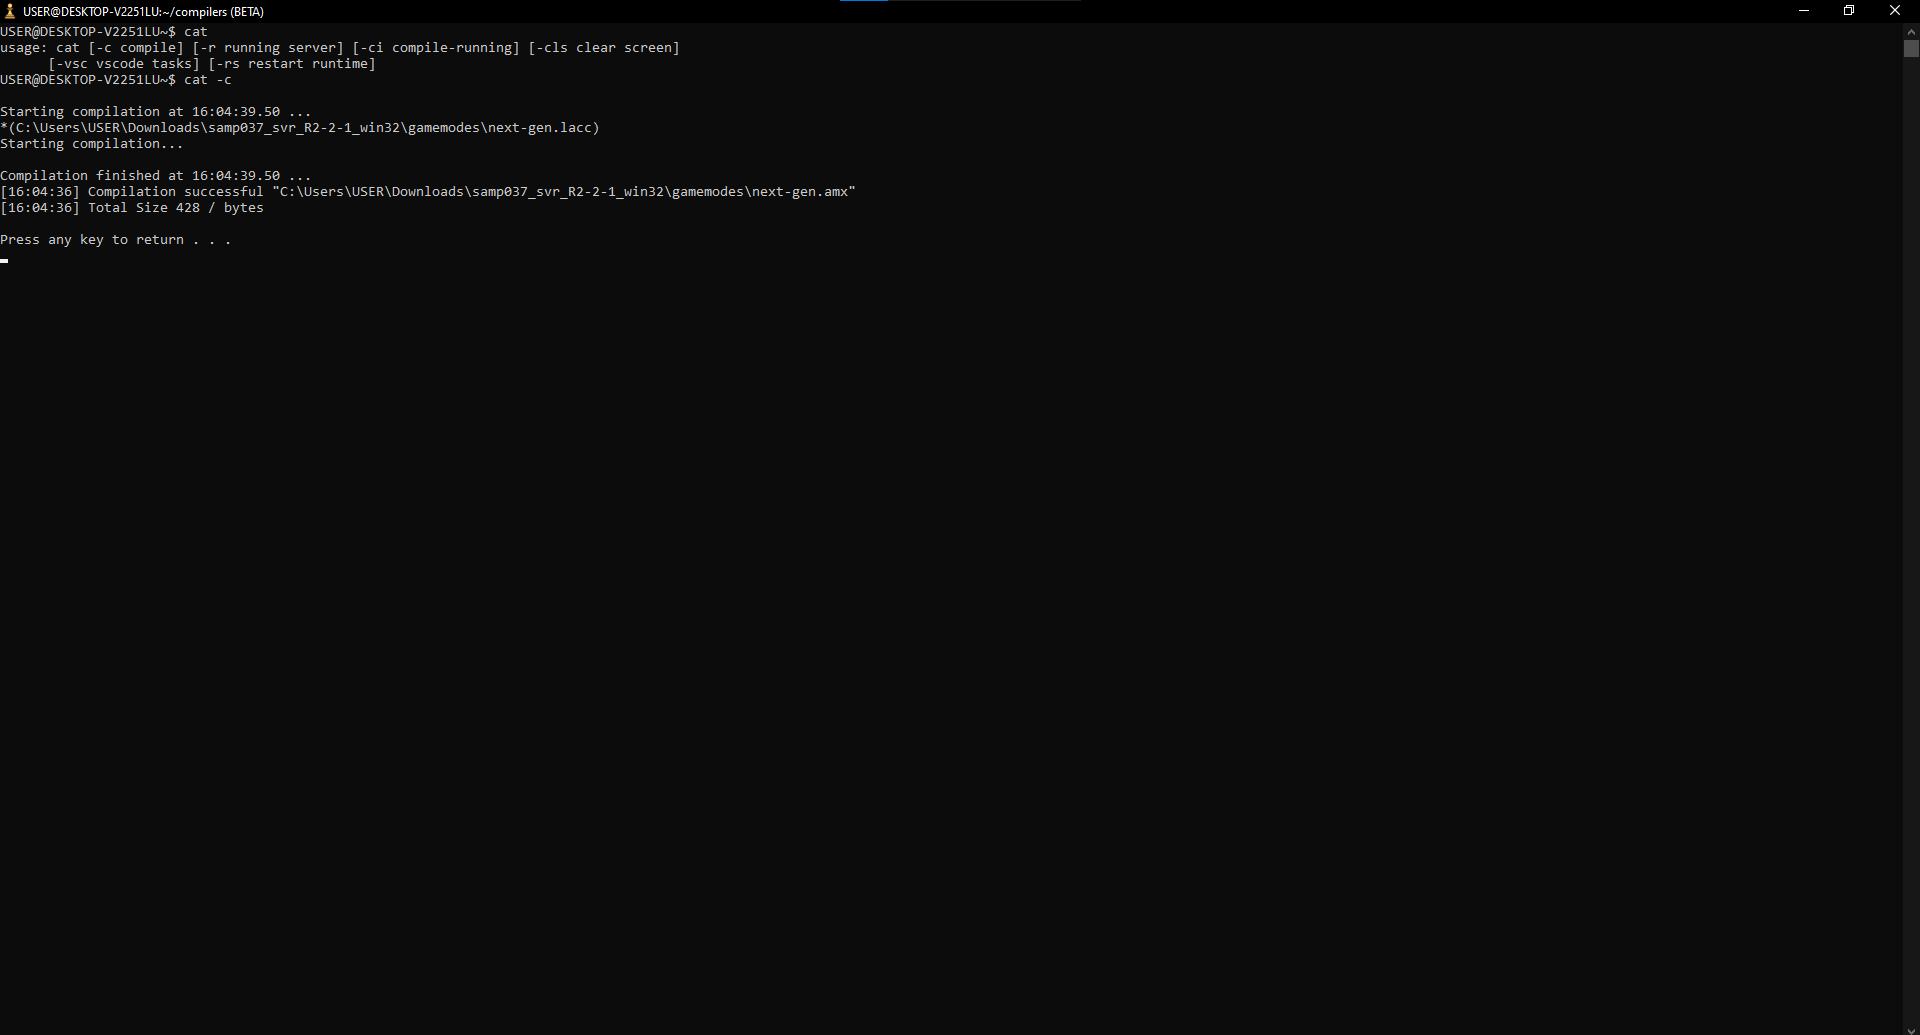 USER@DESKTOP-V2251LU:~/compilers (BETA)
USER@DESKTOP-V2251LU~$ cat
usage: cat [-c compile] [-r running server] [-ci compile-running] [-cls clear screen]
      [-vsc vscode tasks] [-rs restart runtime]
USER@DESKTOP-V2251LU~$ cat -c
Starting compilation at 16:04:39.50 ...
*(C:\Users\USER\Downloads\samp037_svr_R2-2-1_win32\gamemodes\next-gen.lacc)
Starting compilation...
Compilation finished at 16:04:39.50 ...
[16:04:36] Compilation successful "C:\Users\USER\Downloads\samp037_svr_R2-2-1_win32\gamemodes\next-gen.amx"
[16:04:36] Total Size 428 / bytes
Press any key to return . . .